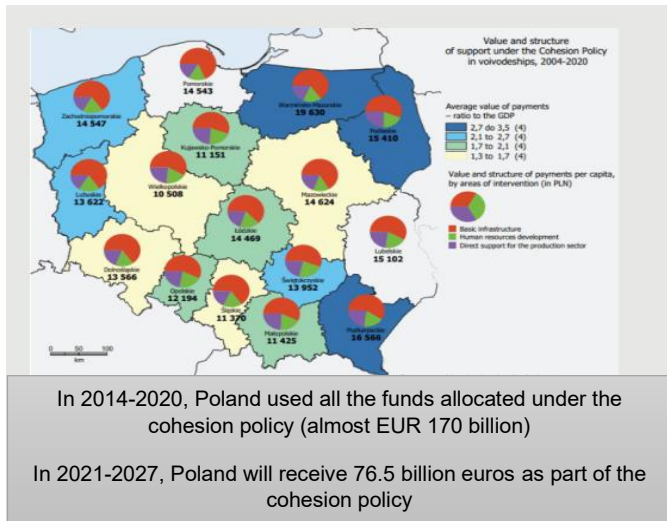 Value and structure
of support under the Cohesion Policy
in voivodeships, 2004-2020
Average value of payments
– ratio to the GDP
2,7 do 3,5 (4)
2,1 to 2,7 (4)
1,7 to 2,1 (4)
1,3 to 1,7 (4)
Value and structure of payments per capita,
by areas of intervention (in PLN)
Basic infrastructure
Human resources development
Direct support for the production sector
Pomorskie
14 543
Zachodniopomorskie
14 547
Warmińsko-Mazurskie
19 630
Podlaskie
15 410
Kujawsko-Pomorskie
11 151
Lubuskie
13 622
Wielkopolskie
10 508
Mazowieckie
14 624
Łódzkie
14 469
Lubelskie
15 102
Dolnośląskie
13 566
Opolskie
12 194
Śląskie
11 370
Świętokrzyskie
13 952
Małopolskie
11 425
Podkarpackie
16 566
0 50 100
km
In 2014-2020, Poland used all the funds allocated under the
cohesion policy (almost EUR 170 billion)
In 2021-2027, Poland will receive 76.5 billion euros as part of the
cohesion policy